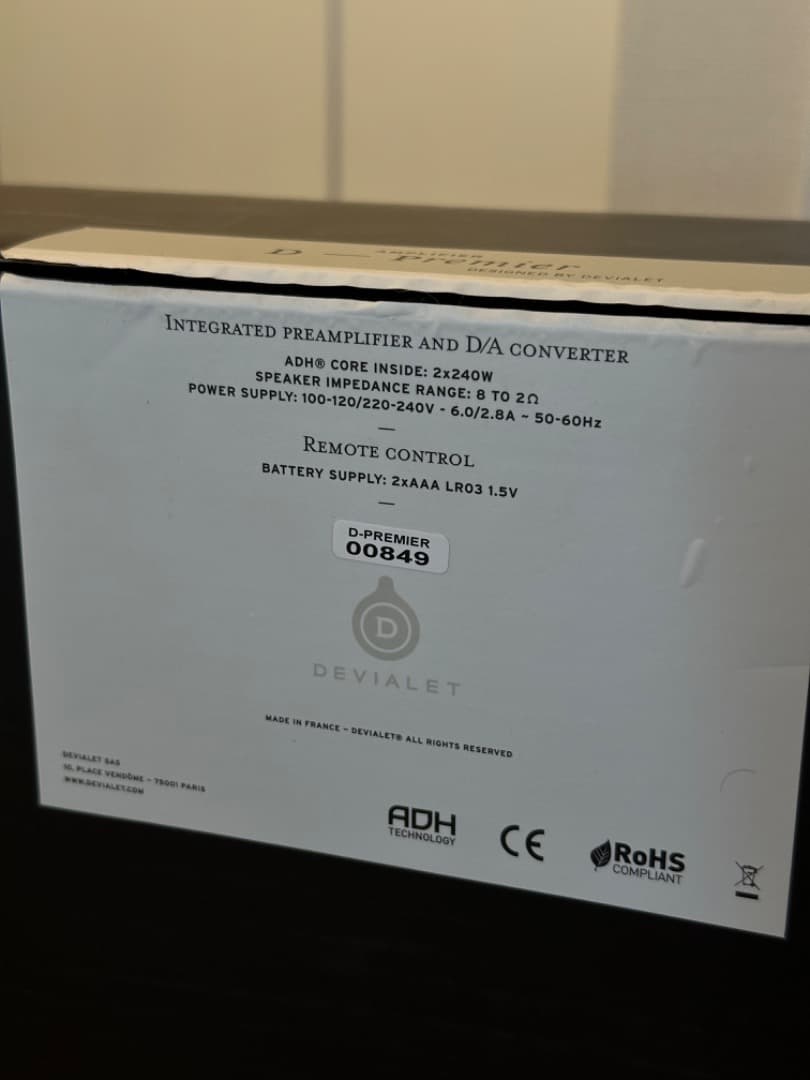 D — Premier
AMPLIFIER
DESIGNED BY DEVIALET
INTEGRATED PREAMPLIFIER AND D/A CONVERTER
ADH® CORE INSIDE: 2x240W
SPEAKER IMPEDANCE RANGE: 8 TO 2Ω
POWER SUPPLY: 100-120/220-240V - 6.0/2.8A ~ 50-60Hz
—
REMOTE CONTROL
BATTERY SUPPLY: 2xAAA LR03 1.5V
—
D-PREMIER
00849
D
DEVIALET
MADE IN FRANCE – DEVIALET® ALL RIGHTS RESERVED
DEVIALET SAS
10, PLACE VENDÔME – 75001 PARIS
WWW.DEVIALET.COM
ADH
TECHNOLOGY
CE
RoHS
COMPLIANT